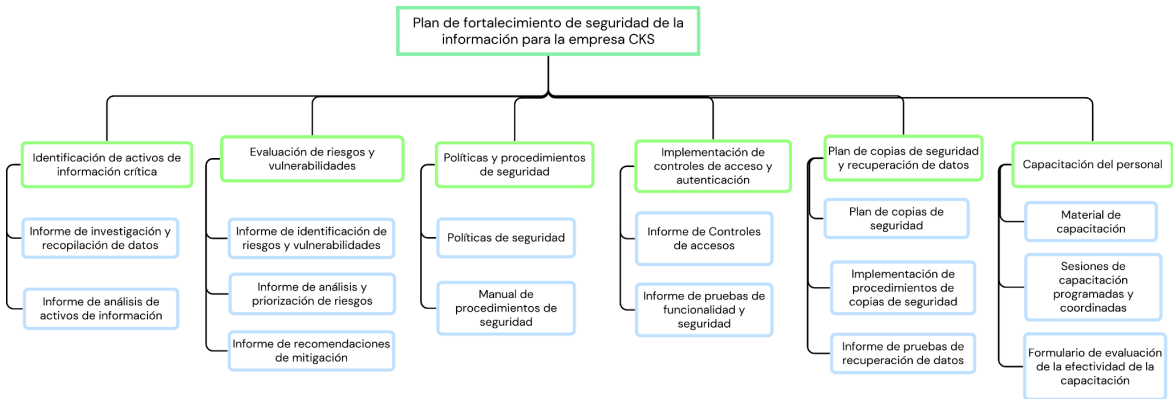 Plan de fortalecimiento de seguridad de la
información para la empresa CKS
Identificación de activos de
información crítica
Informe de investigación y
recopilación de datos
Informe de análisis de
activos de información
Evaluación de riesgos y
vulnerabilidades
Informe de identificación de
riesgos y vulnerabilidades
Informe de análisis y
priorización de riesgos
Informe de recomendaciones
de mitigación
Políticas y procedimientos
de seguridad
Políticas de seguridad
Manual de
procedimientos de
seguridad
Implementación de
controles de acceso y
autenticación
Informe de Controles
de accesos
Informe de pruebas de
funcionalidad y
seguridad
Plan de copias de seguridad
y recuperación de datos
Plan de copias de
seguridad
Implementación de
procedimientos de
copias de seguridad
Informe de pruebas de
recuperación de datos
Capacitación del personal
Material de
capacitación
Sesiones de
capacitación
programadas y
coordinadas
Formulario de evaluación
de la efectividad de la
capacitación